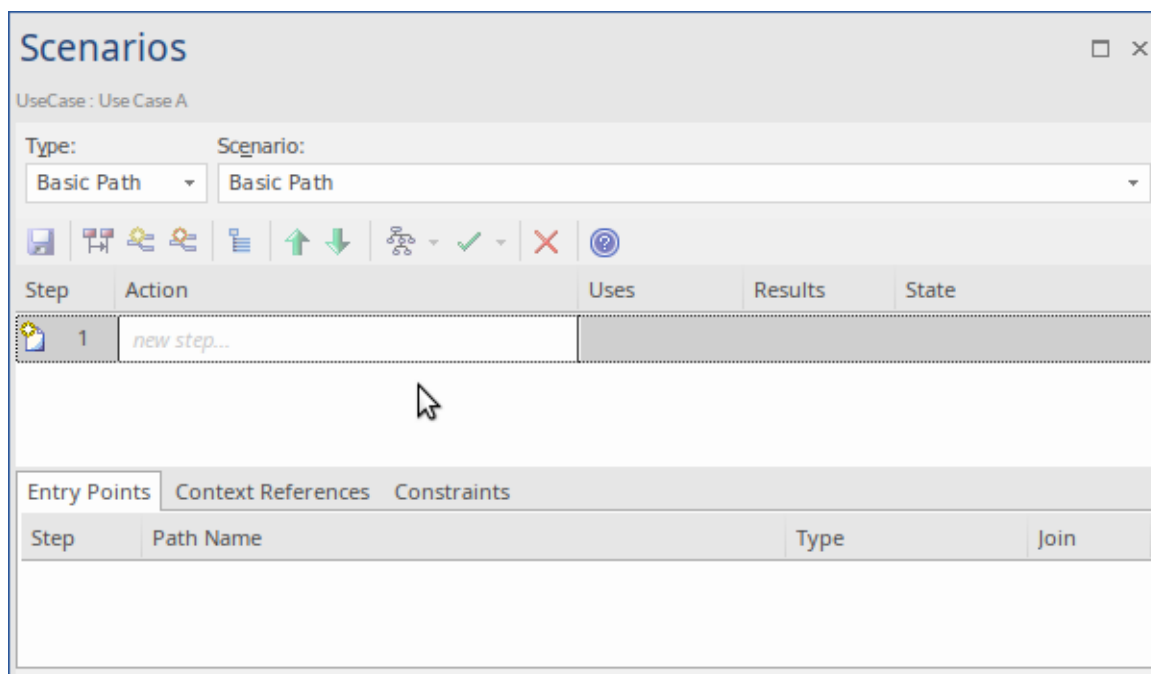 Scenarios
UseCase : Use Case A
Type: Scenario:
Basic Path Basic Path
Step Action Uses Results State
1 new step...
Entry Points Context References Constraints
Step Path Name Type Join